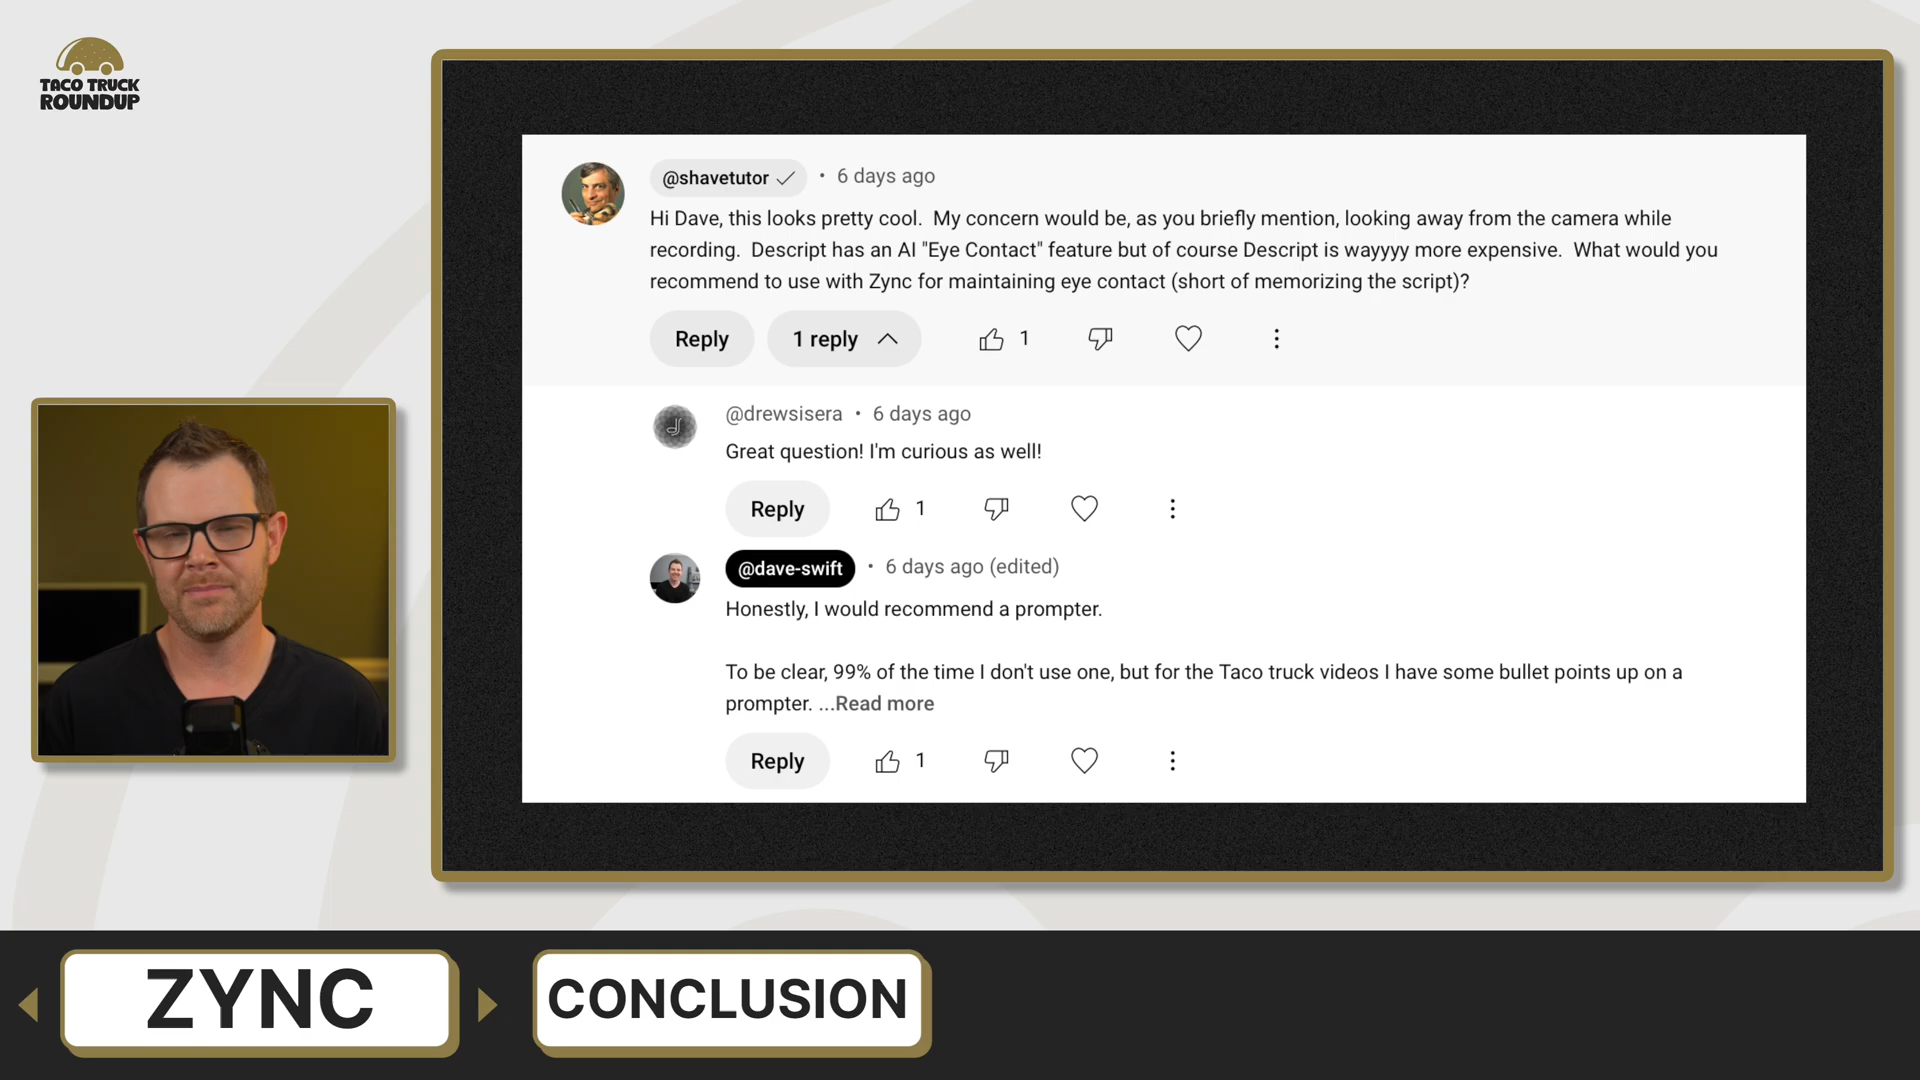 TACO TRUCK
ROUNDUP
@shavetutor ✓ • 6 days ago
Hi Dave, this looks pretty cool.  My concern would be, as you briefly mention, looking away from the camera while
recording.  Descript has an AI "Eye Contact" feature but of course Descript is wayyyy more expensive.  What would you
recommend to use with Zync for maintaining eye contact (short of memorizing the script)?
Reply 1 reply 1
@drewsisera • 6 days ago
Great question! I'm curious as well!
Reply 1
@dave-swift • 6 days ago (edited)
Honestly, I would recommend a prompter.
To be clear, 99% of the time I don't use one, but for the Taco truck videos I have some bullet points up on a
prompter. ...Read more
Reply 1
ZYNC CONCLUSION